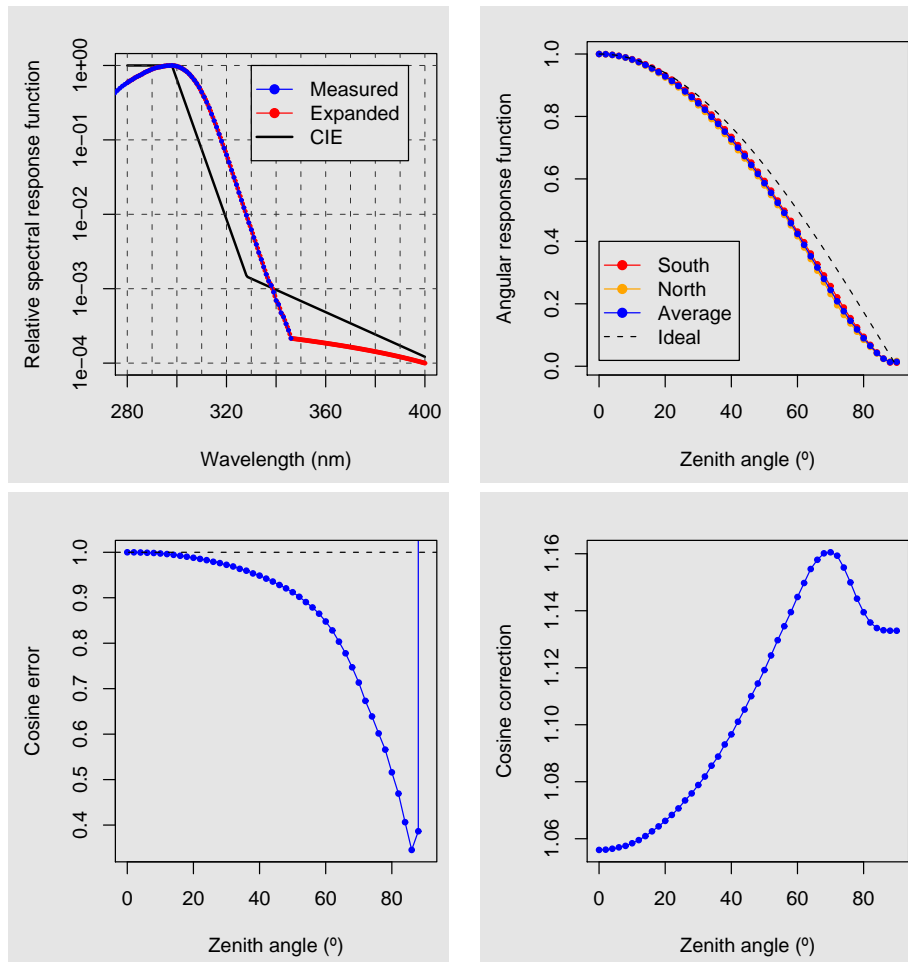 Relative spectral response function
1e+00
1e-01
1e-02
1e-03
1e-04
Measured
Expanded
CIE
280
320
360
400
Wavelength (nm)
Angular response function
1.0
0.8
0.6
0.4
0.2
0.0
South
North
Average
Ideal
0
20
40
60
80
Zenith angle (º)
Cosine error
1.0
0.9
0.8
0.7
0.6
0.5
0.4
0
20
40
60
80
Zenith angle (º)
Cosine correction
1.16
1.14
1.12
1.10
1.08
1.06
0
20
40
60
80
Zenith angle (º)